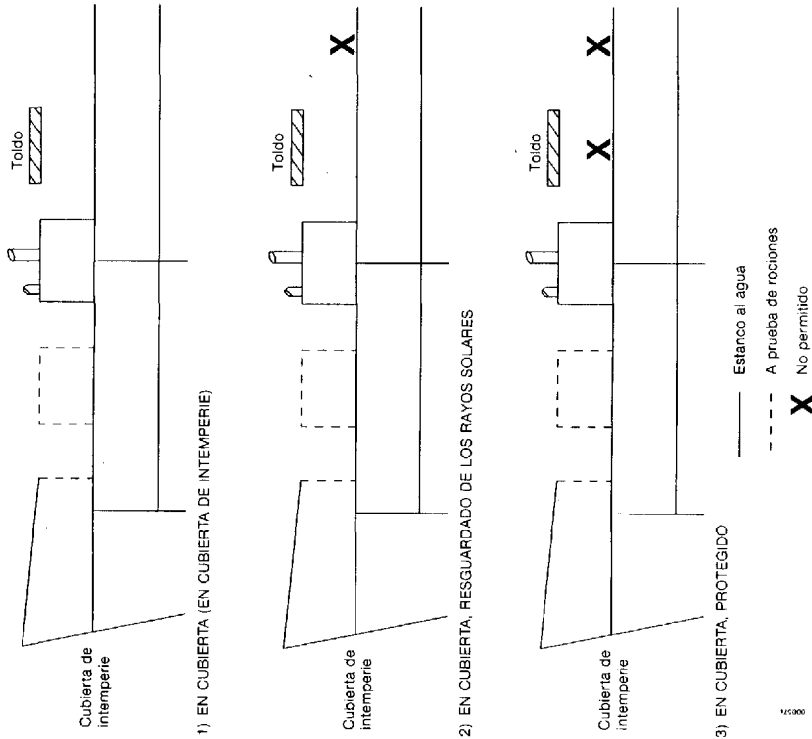 Toldo
Cubierta de
intemperie
1) EN CUBIERTA (EN CUBIERTA DE INTEMPERIE)
Toldo
X
Cubierta de
intemperie
2) EN CUBIERTA, RESGUARDADO DE LOS RAYOS SOLARES
Toldo
X X
Cubierta de
intemperie
3) EN CUBIERTA, PROTEGIDO
Estanco al agua
A prueba de rociones
X No permitido